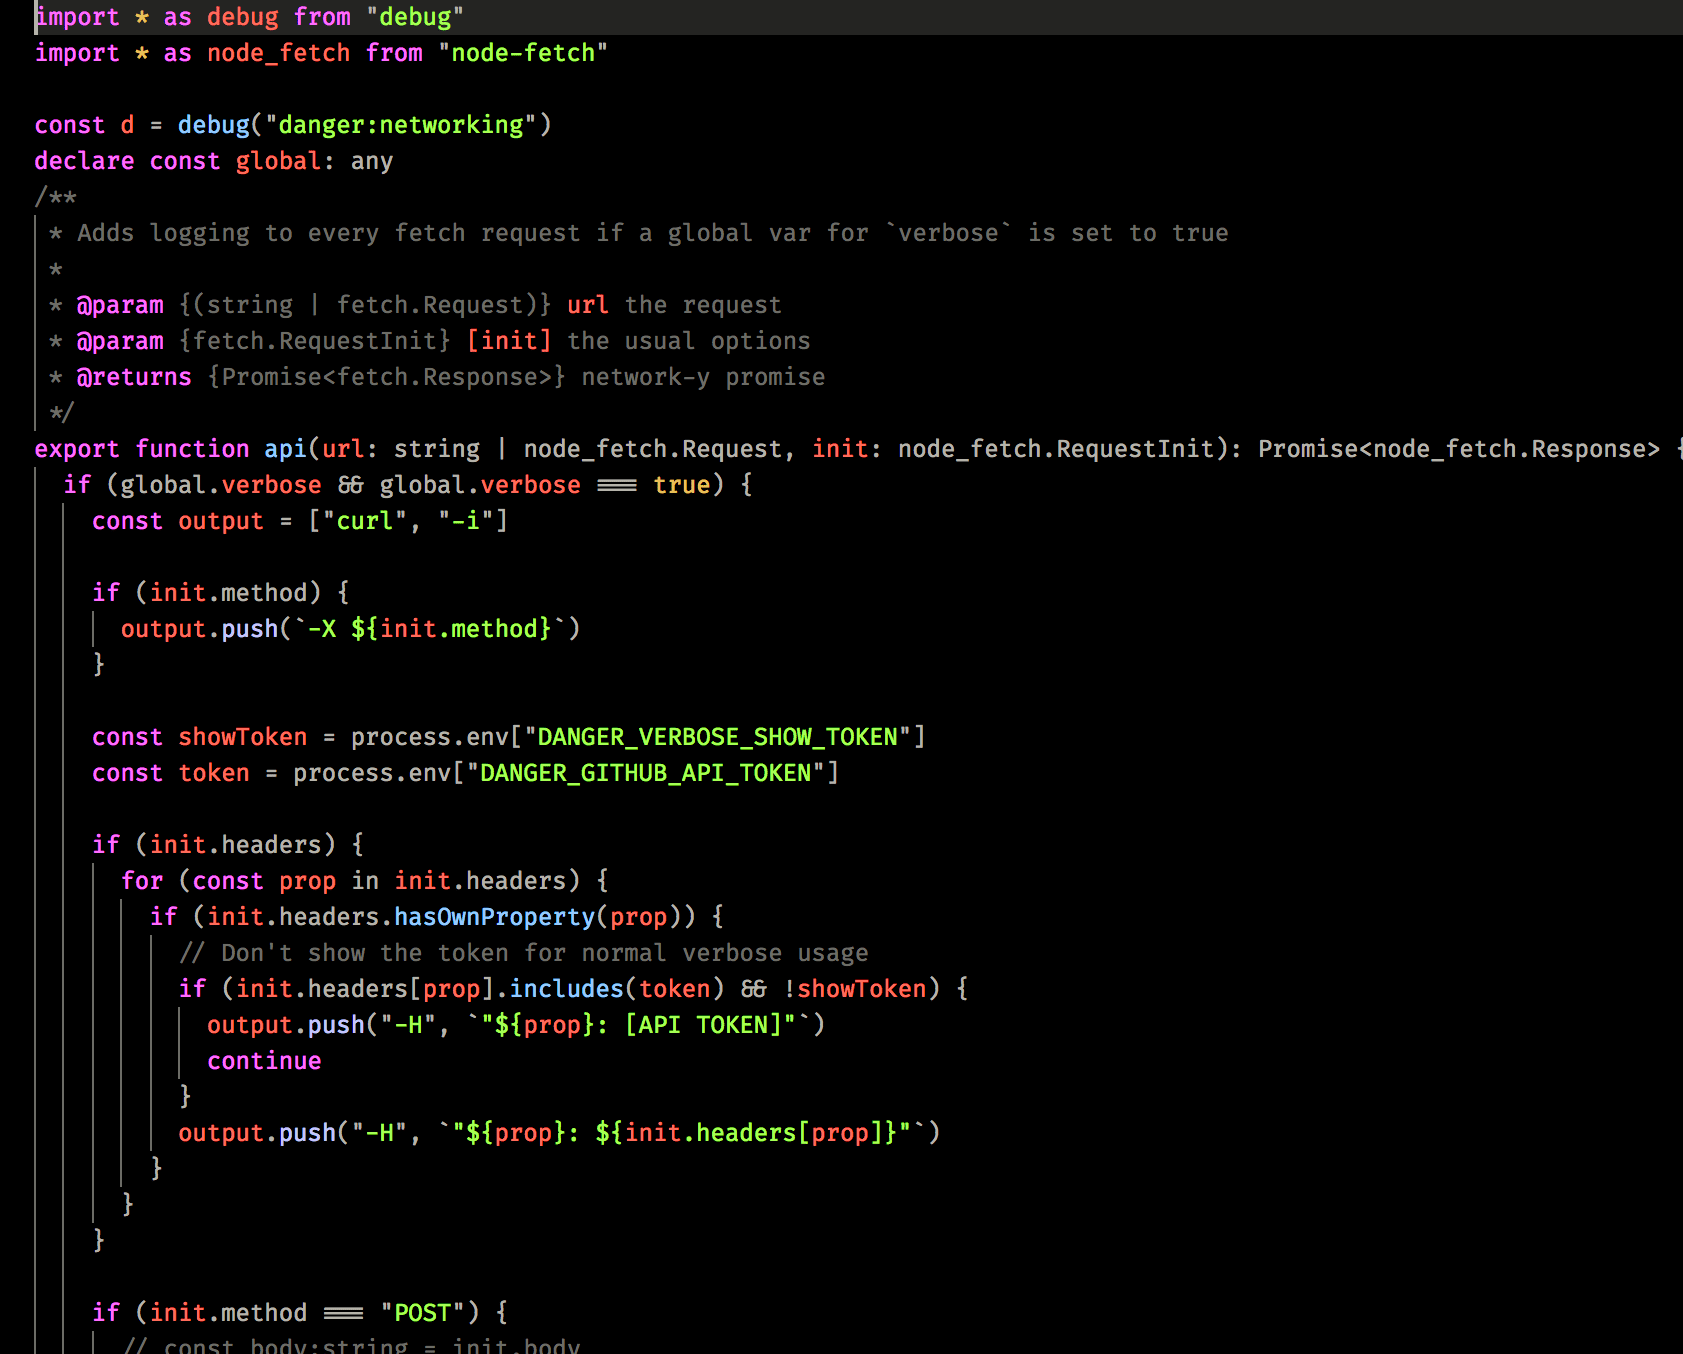 import * as debug from "debug"
import * as node_fetch from "node-fetch"

const d = debug("danger:networking")
declare const global: any
/**
 * Adds logging to every fetch request if a global var for `verbose` is set to true
 *
 * @param {(string | fetch.Request)} url the request
 * @param {fetch.RequestInit} [init] the usual options
 * @returns {Promise<fetch.Response>} network-y promise
 */
export function api(url: string | node_fetch.Request, init: node_fetch.RequestInit): Promise<node_fetch.Response> {
  if (global.verbose && global.verbose === true) {
    const output = ["curl", "-i"]

    if (init.method) {
      output.push(`-X ${init.method}`)
    }

    const showToken = process.env["DANGER_VERBOSE_SHOW_TOKEN"]
    const token = process.env["DANGER_GITHUB_API_TOKEN"]

    if (init.headers) {
      for (const prop in init.headers) {
        if (init.headers.hasOwnProperty(prop)) {
          // Don't show the token for normal verbose usage
          if (init.headers[prop].includes(token) && !showToken) {
            output.push("-H", `"${prop}: [API TOKEN]"`)
            continue
          }
          output.push("-H", `"${prop}: ${init.headers[prop]}"`)
        }
      }
    }

    if (init.method === "POST") {
      // const body:string = init.body